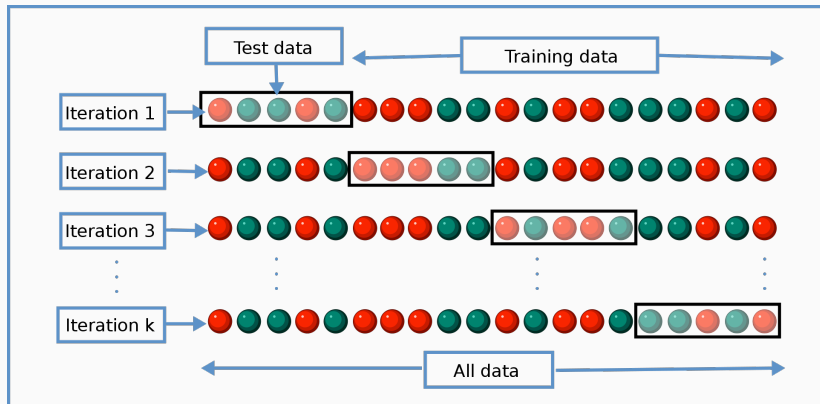 Test data
Training data
Iteration 1
Iteration 2
Iteration 3
Iteration k
All data